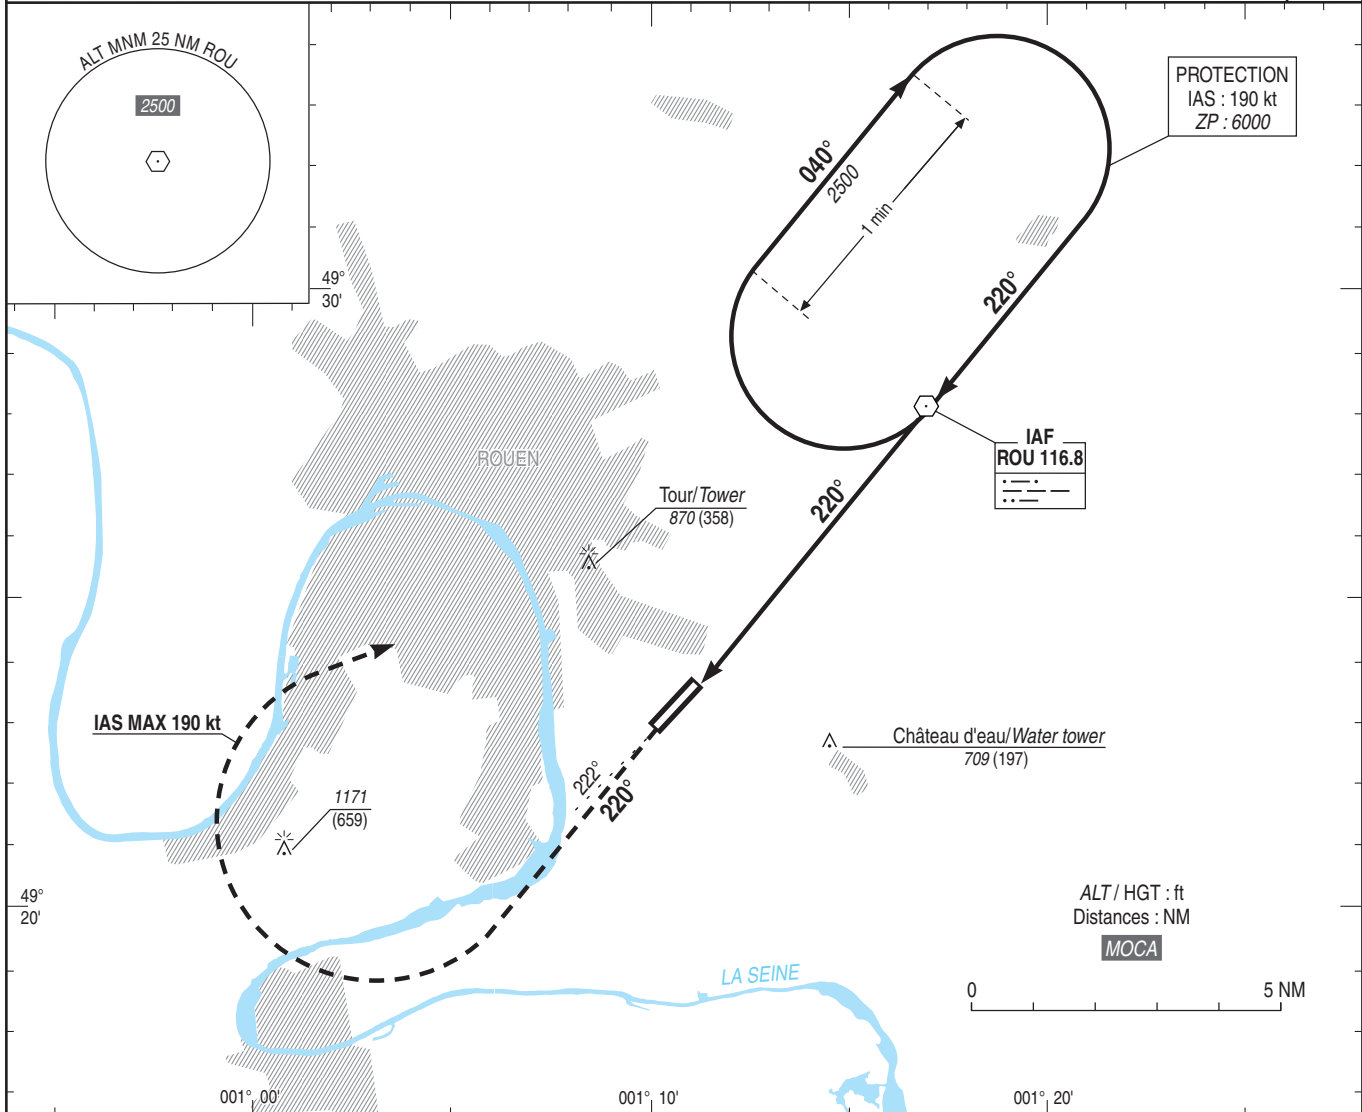 ALT MNM 25 NM ROU
2500
PROTECTION
IAS : 190 kt
ZP : 6000
040°
2500
1 min
220°
49°
30'
IAF
ROU 116.8
ROUEN
Tour/Tower
870 (358)
220°
IAS MAX 190 kt
Château d'eau/Water tower
709 (197)
222°
220°
1171
(659)
49°
20'
ALT / HGT : ft
Distances : NM
MOCA
LA SEINE
0 5 NM
001° 00'
001° 10'
001° 20'